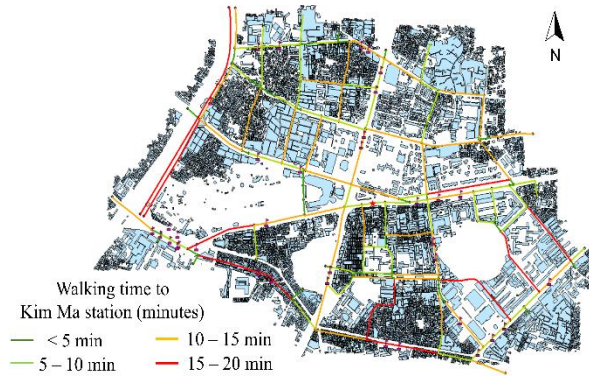 N
Walking time to
Kim Ma station (minutes)
< 5 min
10 – 15 min
5 – 10 min
15 – 20 min